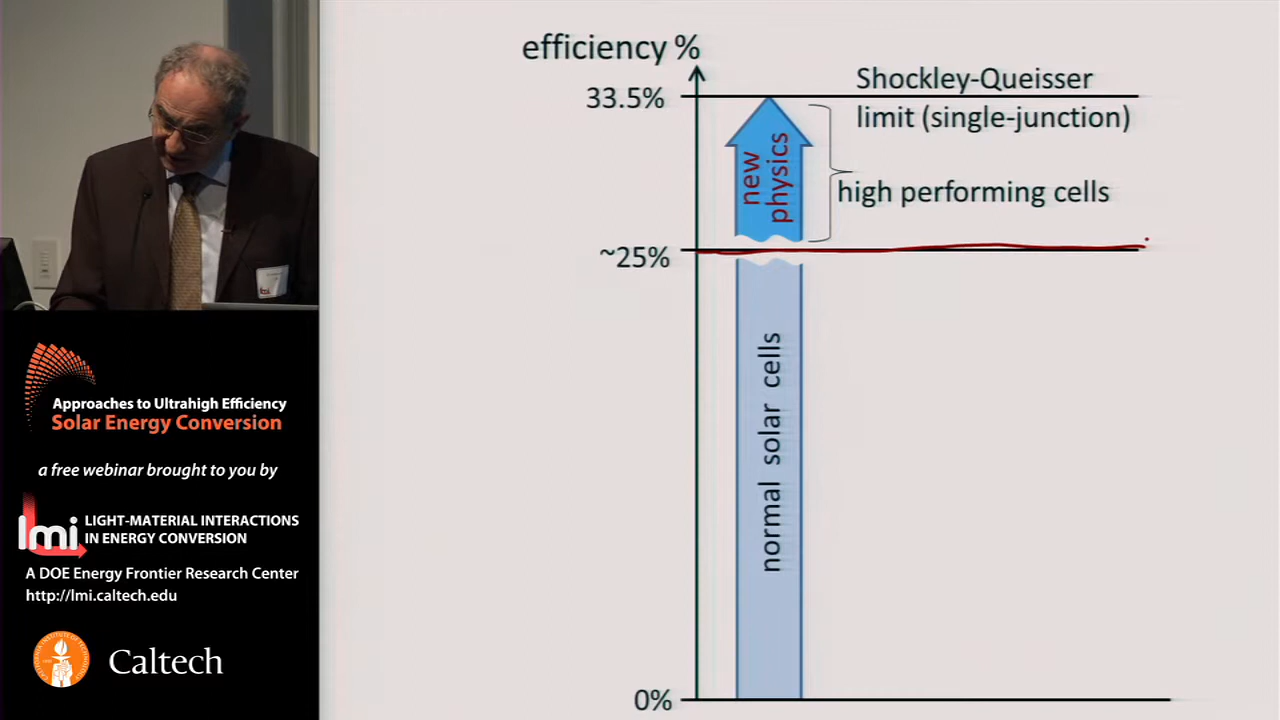 efficiency %
33.5%
Shockley-Queisser
limit (single-junction)
new
physics
high performing cells
~25%
normal solar cells
0%
Approaches to Ultrahigh Efficiency
Solar Energy Conversion
a free webinar brought to you by
lmi
LIGHT-MATERIAL INTERACTIONS
IN ENERGY CONVERSION
A DOE Energy Frontier Research Center
http://lmi.caltech.edu
Caltech